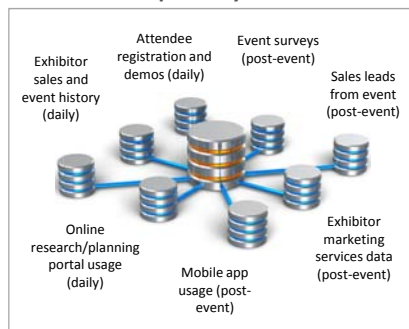 Attendee
registration and
demos (daily)
Event surveys
(post-event)
Exhibitor
sales and
event history
(daily)
Sales leads
from event
(post-event)
Online
research/planning
portal usage
(daily)
Mobile app
usage (post-
event)
Exhibitor
marketing
services data
(post-event)